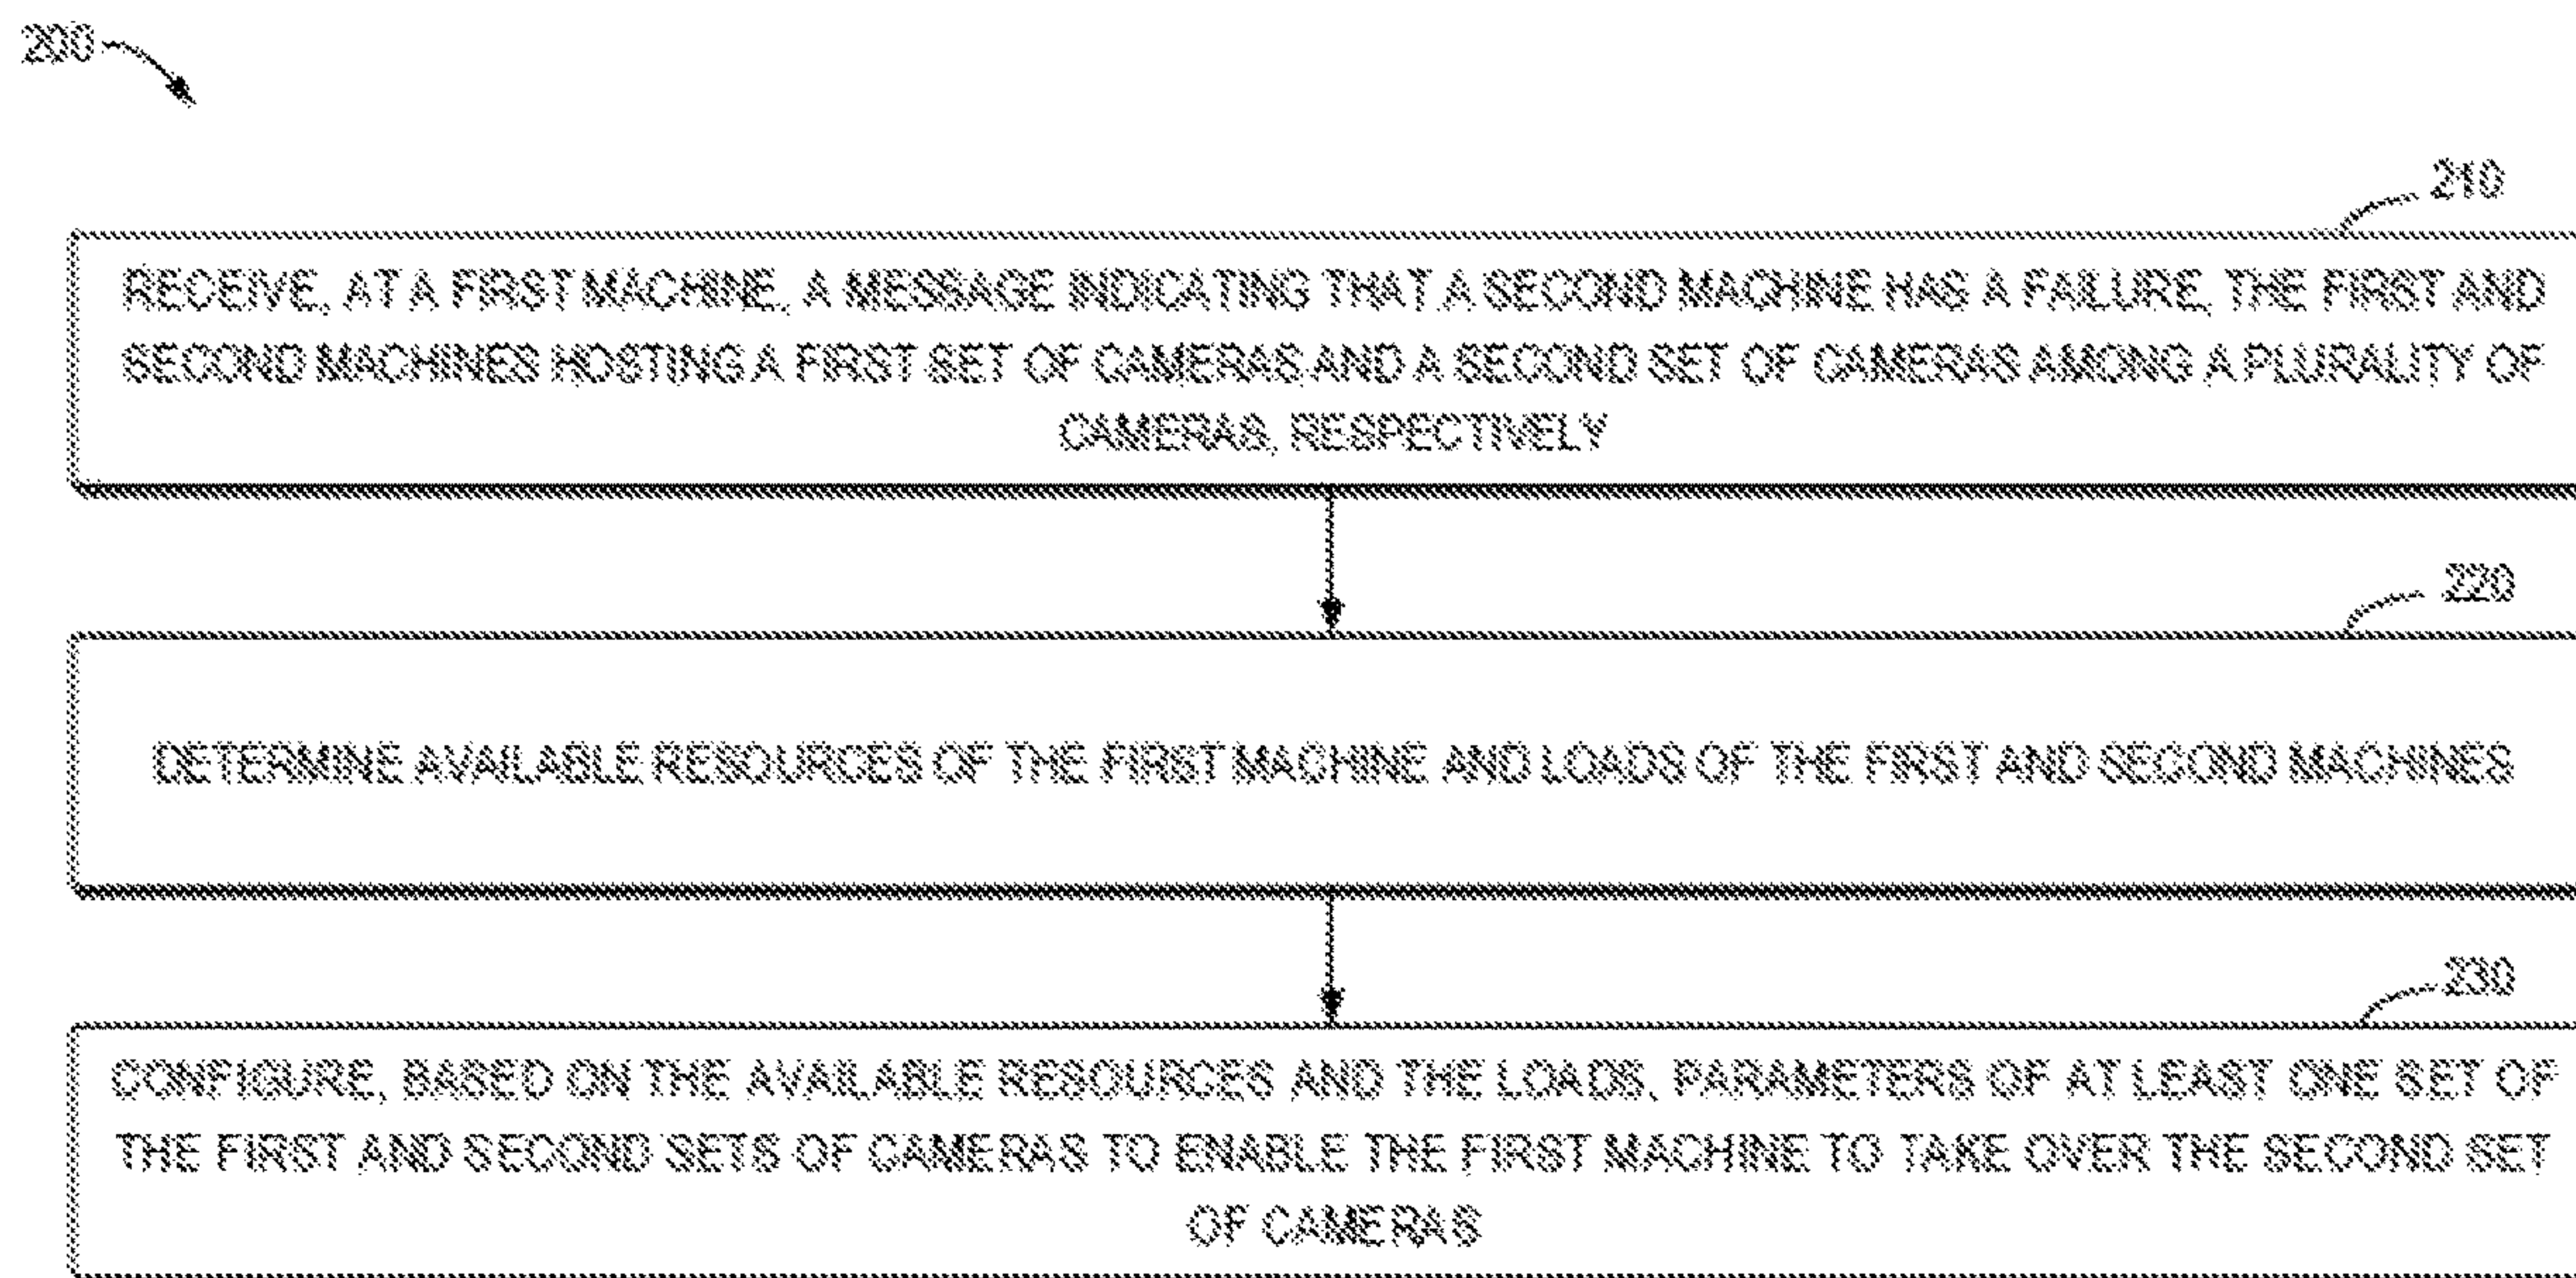 200
210
RECEIVE, AT A FIRST MACHINE, A MESSAGE INDICATING THAT A SECOND MACHINE HAS A FAILURE, THE FIRST AND
SECOND MACHINES HOSTING A FIRST SET OF CAMERAS AND A SECOND SET OF CAMERAS AMONG A PLURALITY OF
CAMERAS, RESPECTIVELY
220
DETERMINE AVAILABLE RESOURCES OF THE FIRST MACHINE AND LOADS OF THE FIRST AND SECOND MACHINES
230
CONFIGURE, BASED ON THE AVAILABLE RESOURCES AND THE LOADS, PARAMETERS OF AT LEAST ONE SET OF
THE FIRST AND SECOND SETS OF CAMERAS TO ENABLE THE FIRST MACHINE TO TAKE OVER THE SECOND SET
OF CAMERAS